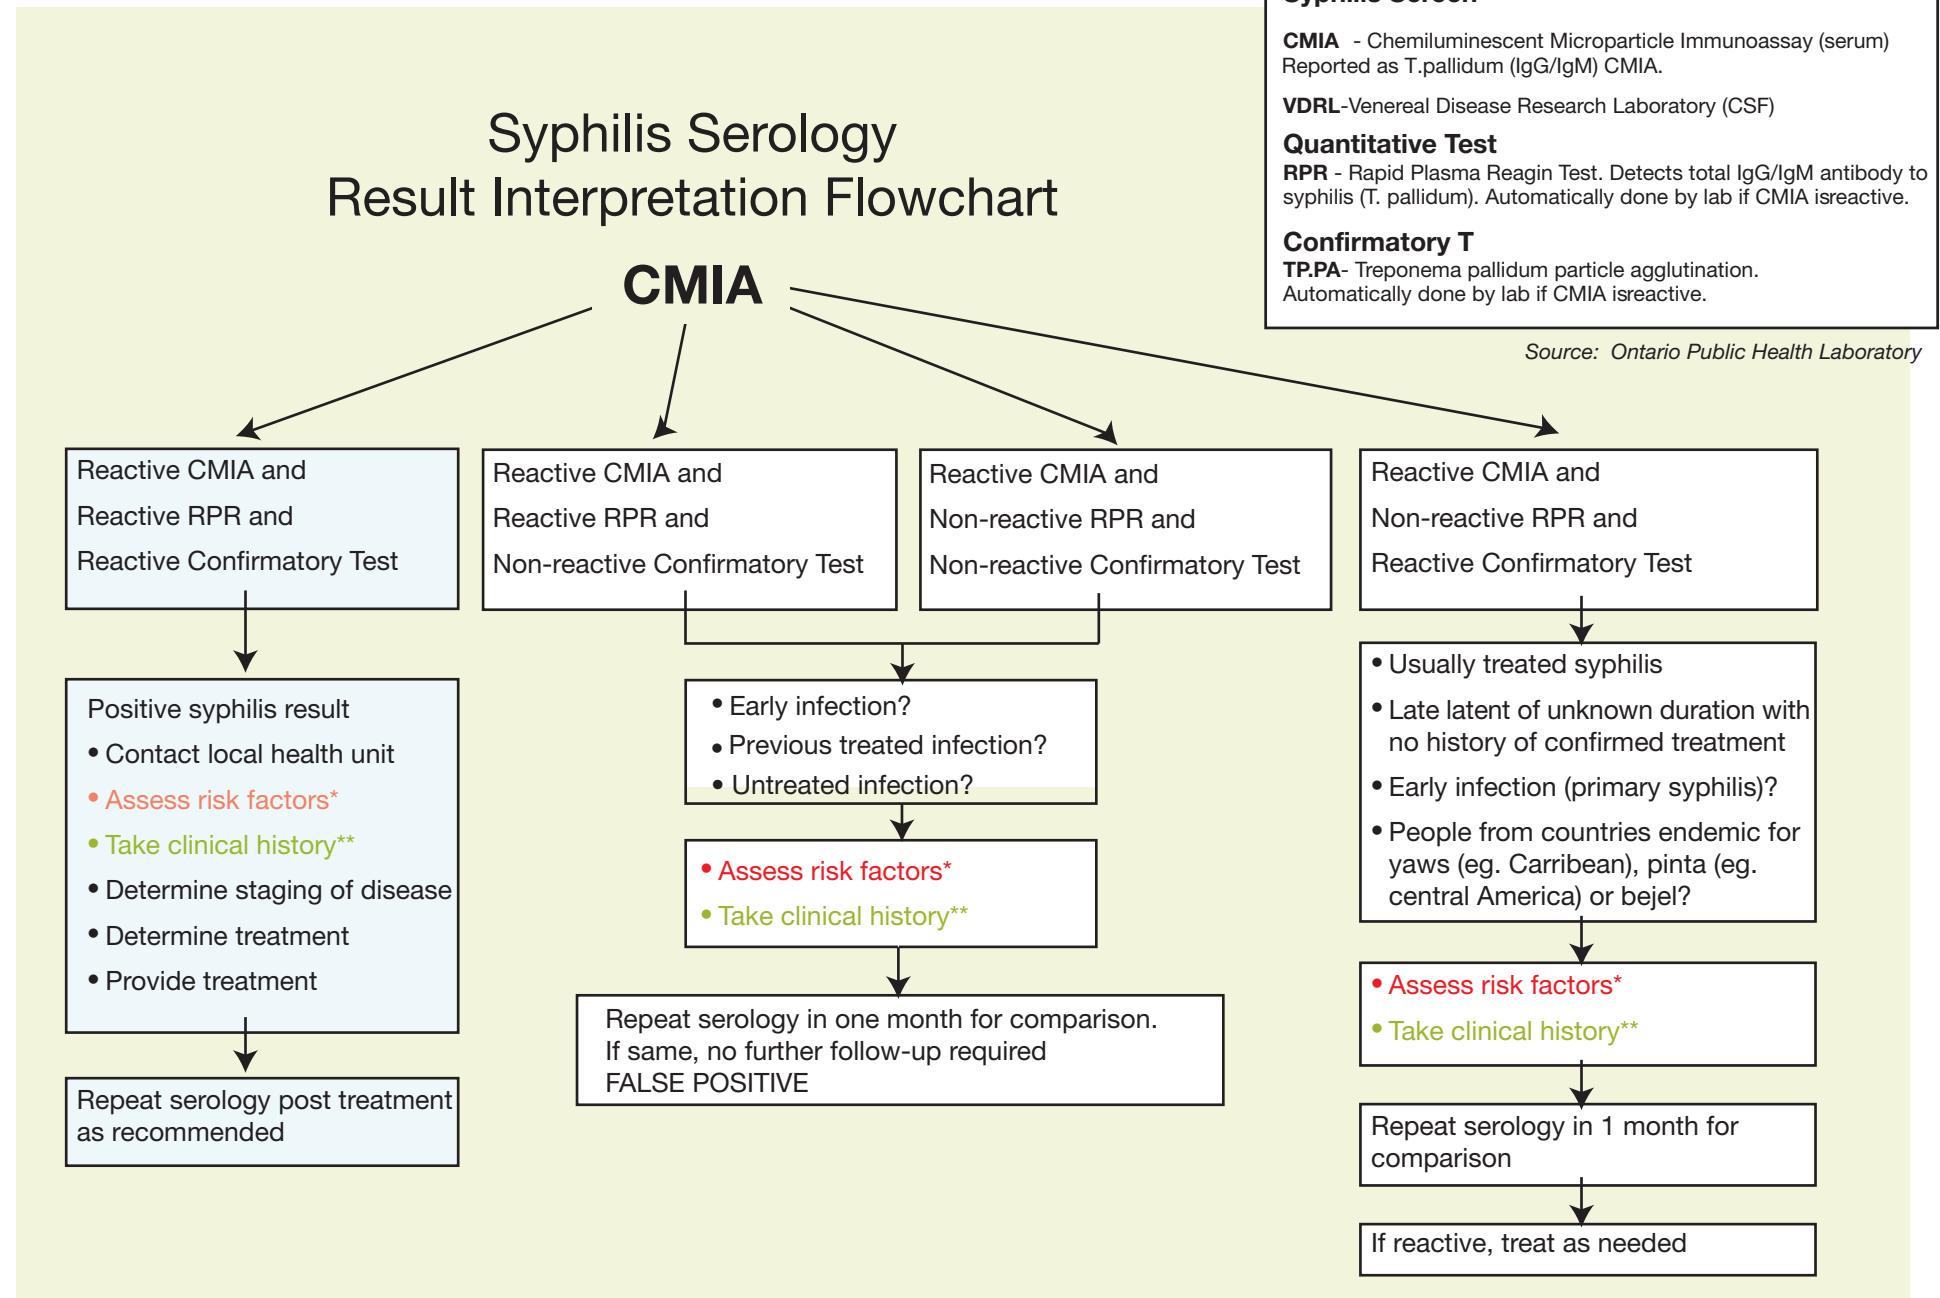 Syphilis Screen
CMIA - Chemiluminescent Microparticle Immunoassay (serum)
Reported as T.pallidum (IgG/IgM) CMIA.
VDRL-Venereal Disease Research Laboratory (CSF)
Quantitative Test
RPR - Rapid Plasma Reagin Test. Detects total IgG/IgM antibody to
syphilis (T. pallidum). Automatically done by lab if CMIA isreactive.
Confirmatory T
TP.PA- Treponema pallidum particle agglutination.
Automatically done by lab if CMIA isreactive.
Source: Ontario Public Health Laboratory
Syphilis Serology
Result Interpretation Flowchart
CMIA
Reactive CMIA and
Reactive RPR and
Reactive Confirmatory Test
Positive syphilis result
• Contact local health unit
• Assess risk factors*
• Take clinical history**
• Determine staging of disease
• Determine treatment
• Provide treatment
Repeat serology post treatment
as recommended
Reactive CMIA and
Reactive RPR and
Non-reactive Confirmatory Test
Reactive CMIA and
Non-reactive RPR and
Non-reactive Confirmatory Test
• Early infection?
• Previous treated infection?
• Untreated infection?
• Assess risk factors*
• Take clinical history**
Repeat serology in one month for comparison.
If same, no further follow-up required
FALSE POSITIVE
Reactive CMIA and
Non-reactive RPR and
Reactive Confirmatory Test
• Usually treated syphilis
• Late latent of unknown duration with
no history of confirmed treatment
• Early infection (primary syphilis)?
• People from countries endemic for
yaws (eg. Carribean), pinta (eg.
central America) or bejel?
• Assess risk factors*
• Take clinical history**
Repeat serology in 1 month for
comparison
If reactive, treat as needed